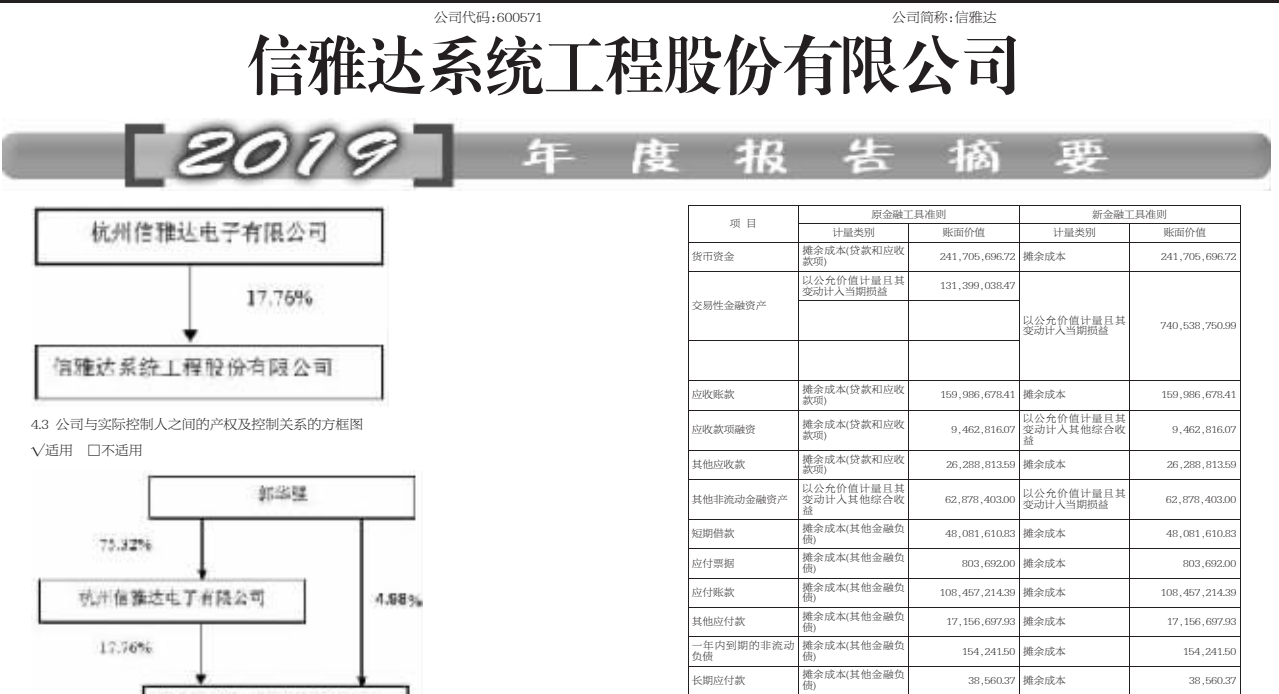 公司代码:600571
公司简称:信雅达
信雅达系统工程股份有限公司
2019 年度报告摘要
杭州信雅达电子有限公司
17.76%
信雅达系统工程股份有限公司
4.3 公司与实际控制人之间的产权及控制关系的方框图
√适用 □不适用
75.32%
杭州信雅达电子有限公司
4.98%
17.76%
项 目 原金融工具准则 新金融工具准则
计量类别 账面价值 计量类别 账面价值
货币资金 摊余成本(贷款和应收 241,705,696.72 摊余成本 241,705,696.72
款项)
交易性金融资产 以公允价值计量且其 131,399,038.47
变动计入当期损益
以公允价值计量且其 740,538,750.99
变动计入当期损益
应收账款 摊余成本(贷款和应收 159,986,678.41 摊余成本 159,986,678.41
款项)
应收款项融资 摊余成本(贷款和应收 9,462,816.07 以公允价值计量且其 9,462,816.07
款项) 变动计入其他综合收
益
其他应收款 摊余成本(贷款和应收 26,288,813.59 摊余成本 26,288,813.59
款项)
其他非流动金融资产 以公允价值计量且其 62,878,403.00 以公允价值计量且其 62,878,403.00
变动计入其他综合收 变动计入当期损益
益
短期借款 摊余成本(其他金融负 48,081,610.83 摊余成本 48,081,610.83
债)
应付票据 摊余成本(其他金融负 803,692.00 摊余成本 803,692.00
债)
应付账款 摊余成本(其他金融负 108,457,214.39 摊余成本 108,457,214.39
债)
其他应付款 摊余成本(其他金融负 17,156,697.93 摊余成本 17,156,697.93
债)
一年内到期的非流动 摊余成本(其他金融负 154,241.50 摊余成本 154,241.50
负债 债)
长期应付款 摊余成本(其他金融负 38,560.37 摊余成本 38,560.37
债)